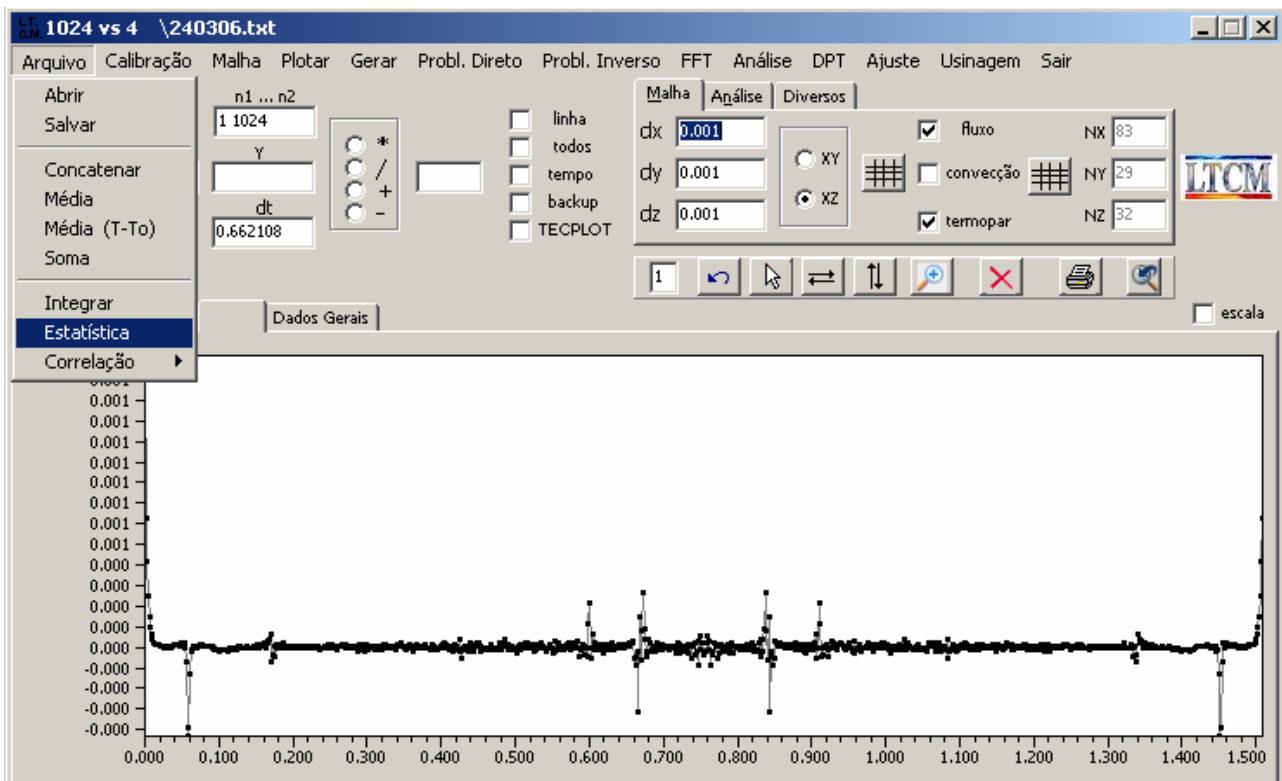 L.T. C.M. 1024 vs 4 \240306.txt
Arquivo Calibração Malha Plotar Gerar Probl. Direto Probl. Inverso FFT Análise DPT Ajuste Usinagem Sair
Abrir
Salvar
Concatenar
Média
Média (T-To)
Soma
Integrar
Estatística
Correlação
n1 ... n2
1 1024
Y
dt
0.662108
*
/
+
-
linha
todos
tempo
backup
TECPLOT
Malha Análise Diversos
dx 0.001
dy 0.001
dz 0.001
XY
XZ
fluxo
convecção
termopar
NX 83
NY 29
NZ 32
LTCM
1
Dados Gerais
escala
0.001
0.001
0.001
0.001
0.001
0.001
0.001
0.001
0.000
0.000
0.000
0.000
0.000
-0.000
-0.000
-0.000
-0.000
0.000 0.100 0.200 0.300 0.400 0.500 0.600 0.700 0.800 0.900 1.000 1.100 1.200 1.300 1.400 1.500